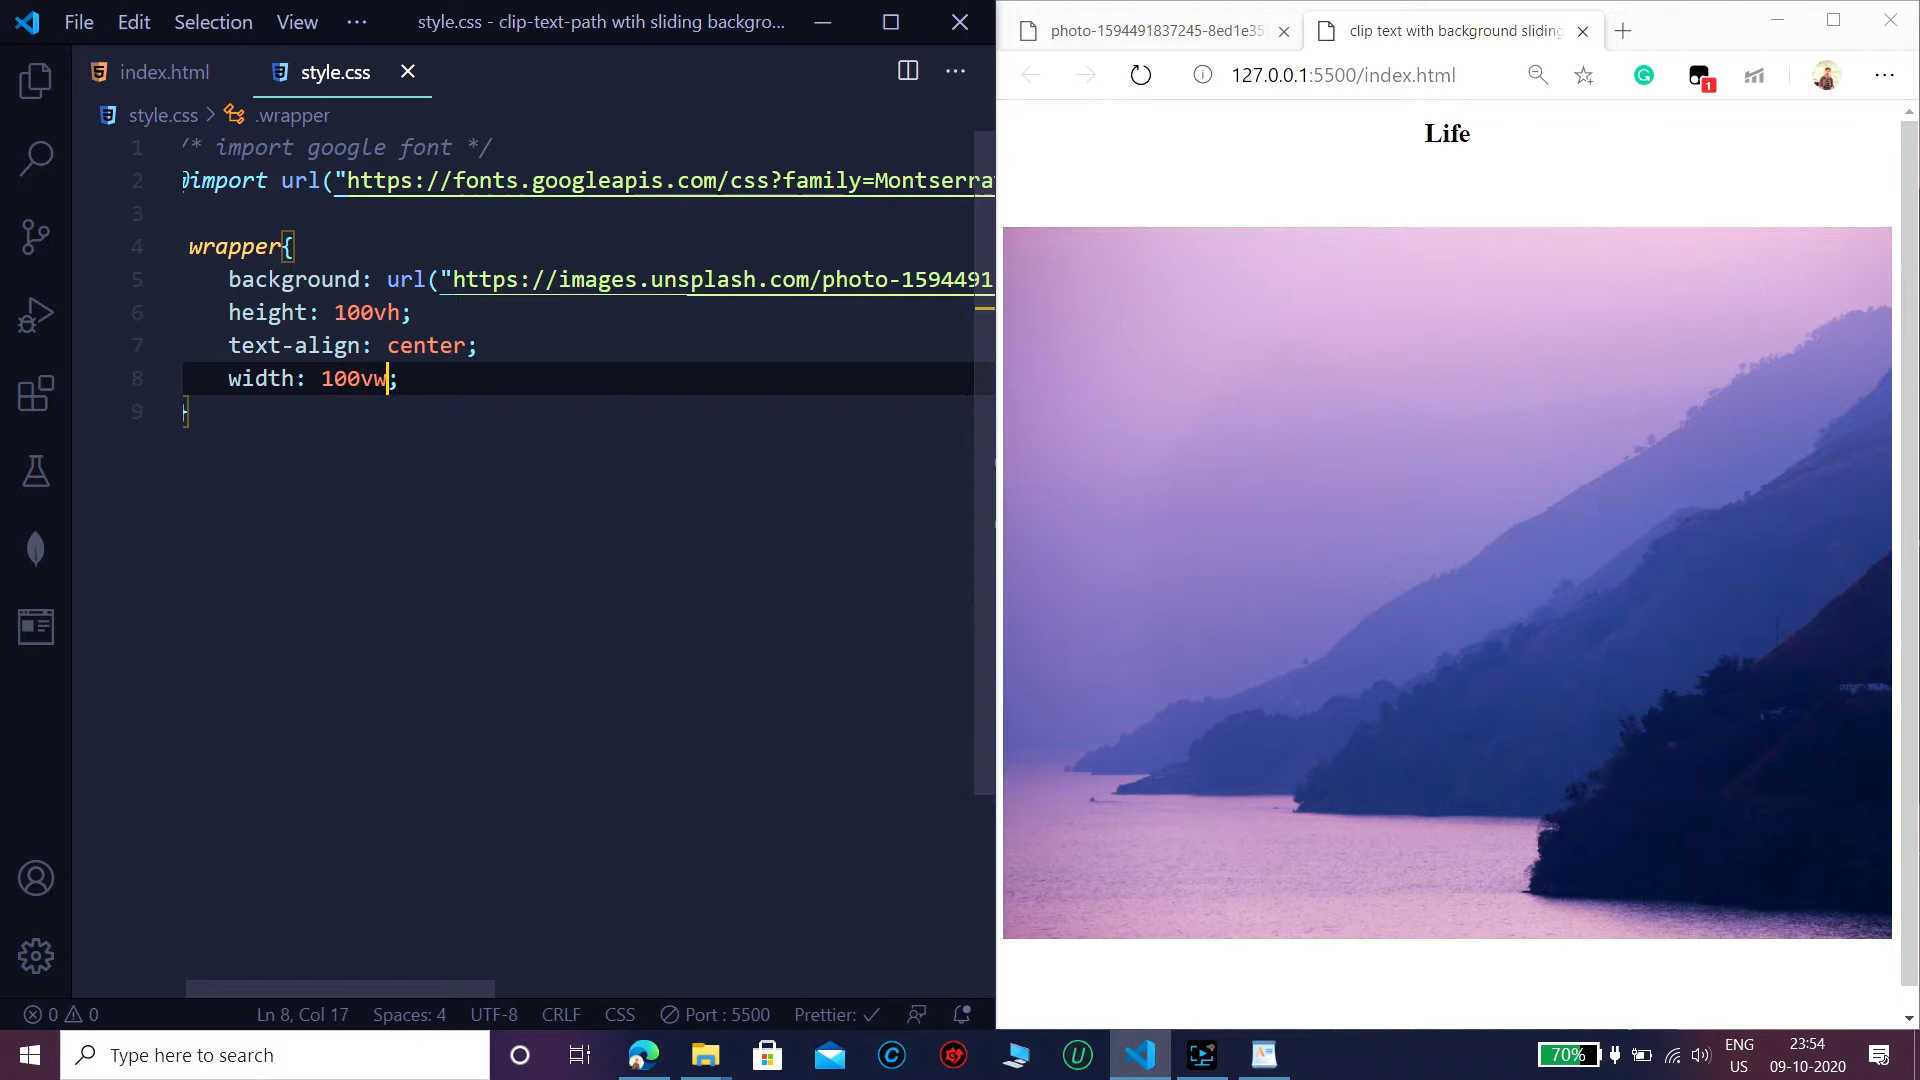 File Edit Selection View ··· style.css - clip-text-path wtih sliding backgro...
index.html style.css
style.css > .wrapper
1 /* import google font */
2 @import url("https://fonts.googleapis.com/css?family=Montserra
3
4 wrapper{
5 background: url("https://images.unsplash.com/photo-1594491
6 height: 100vh;
7 text-align: center;
8 width: 100vw;
9 }
0 0 Ln 8, Col 17 Spaces: 4 UTF-8 CRLF CSS Port : 5500 Prettier: ✓
photo-1594491837245-8ed1e35 clip text with background sliding
127.0.0.1:5500/index.html 1
Life
Type here to search
70% ENG US 23:54 09-10-2020